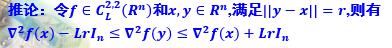 推论：令f ∈ C_L^{2,2}(R^n)和x, y ∈ R^n,满足||y − x|| = r,则有
∇²f(x) − LrI_n ≤ ∇²f(y) ≤ ∇²f(x) + LrI_n